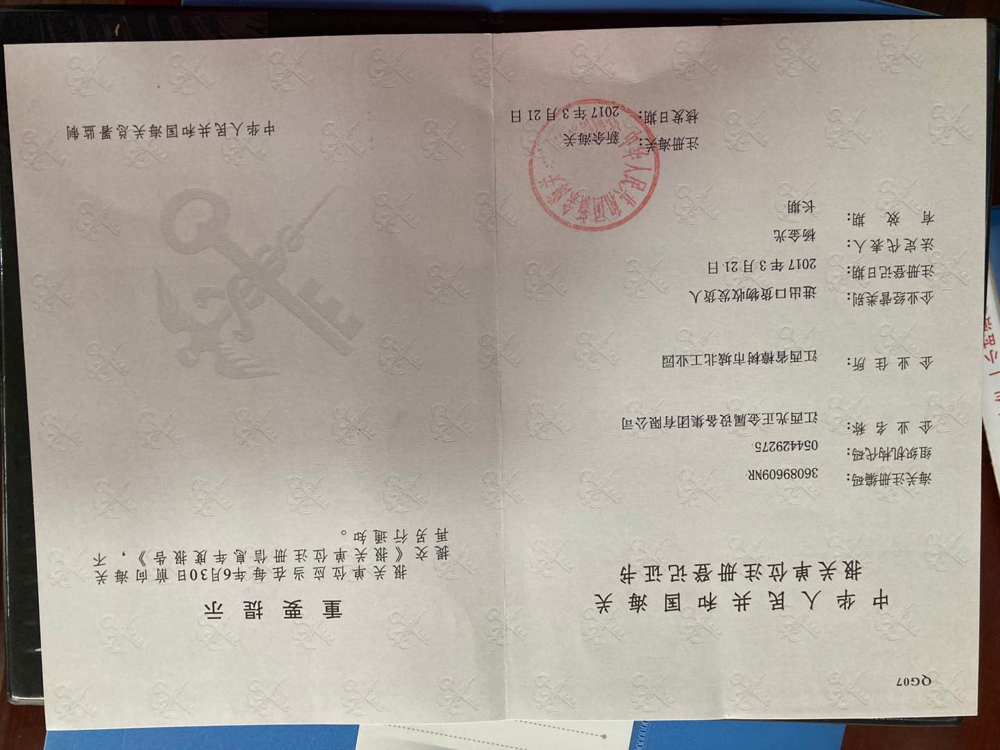 QG07
中华人民共和国海关
报关单位注册登记证书
海关注册编码： 36089609NR
组织机构代码： 054429275
企业名称： 江西光正金属设备集团有限公司
企业住所： 江西省樟树市城北工业园
企业经营类别： 进出口货物收发货人
注册登记日期： 2017年3月21日
法定代表人： 杨金光
有效期： 长期
注册海关： 新余海关
核发日期： 2017年3月21日
中华人民共和国新余海关
重要提示
报关单位应当在每年6月30日前向海关
提交《报关单位注册信息年度报告》，不
再另行通知。
中华人民共和国海关总署监制